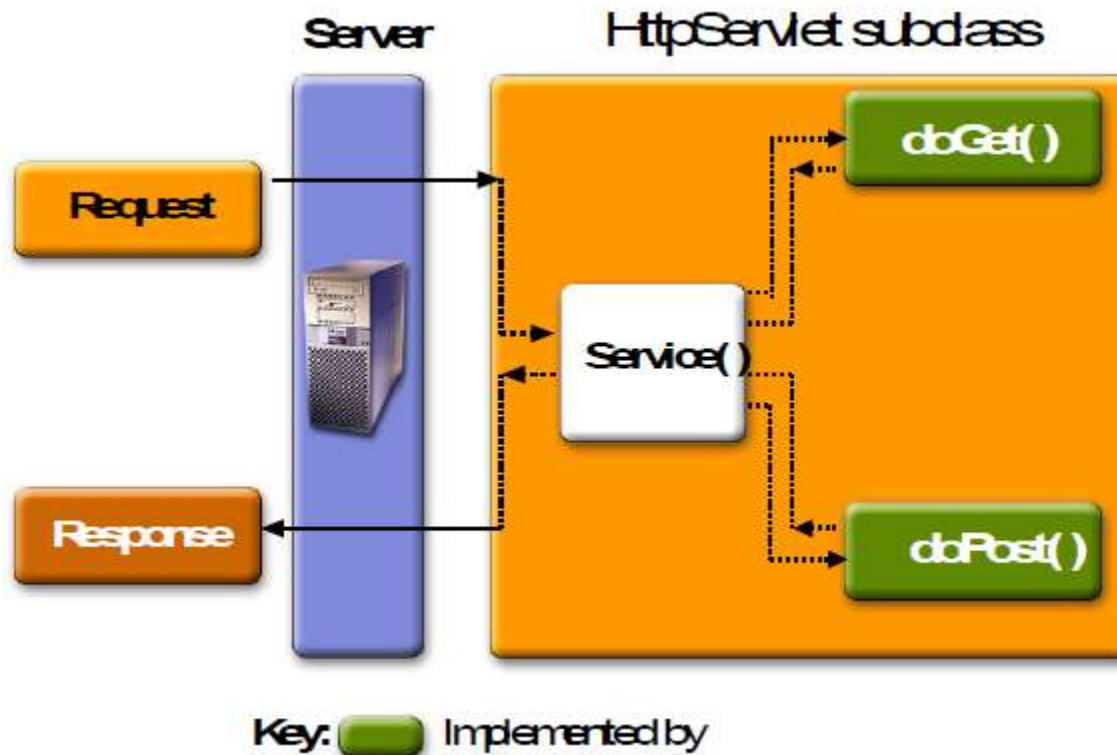 Server
HttpServlet subclass
Request
doGet( )
Service( )
Response
doPost( )
Key: Implemented by